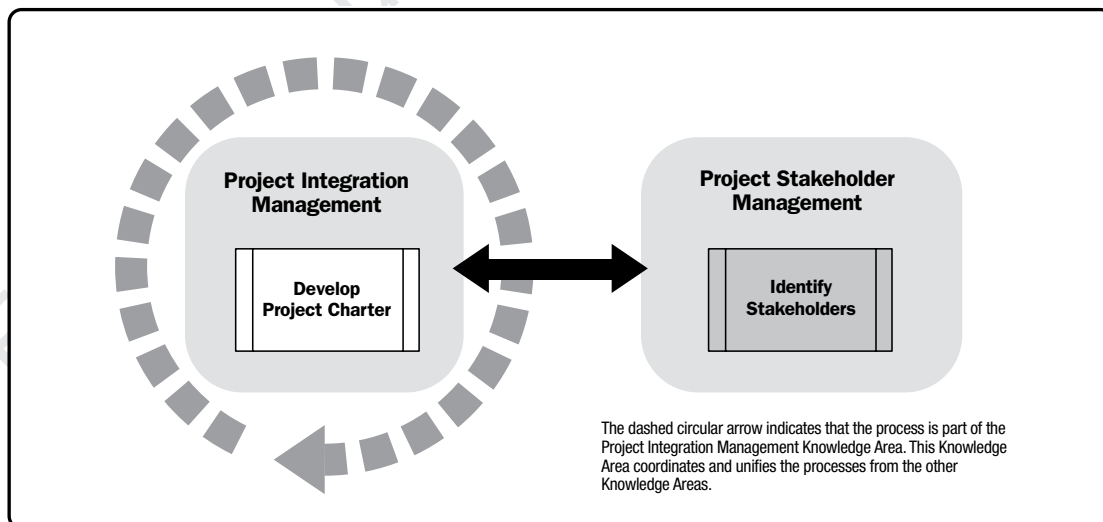 Project Integration
Management
Develop
Project Charter
Project Stakeholder
Management
Identify
Stakeholders
The dashed circular arrow indicates that the process is part of the
Project Integration Management Knowledge Area. This Knowledge
Area coordinates and unifies the processes from the other
Knowledge Areas.